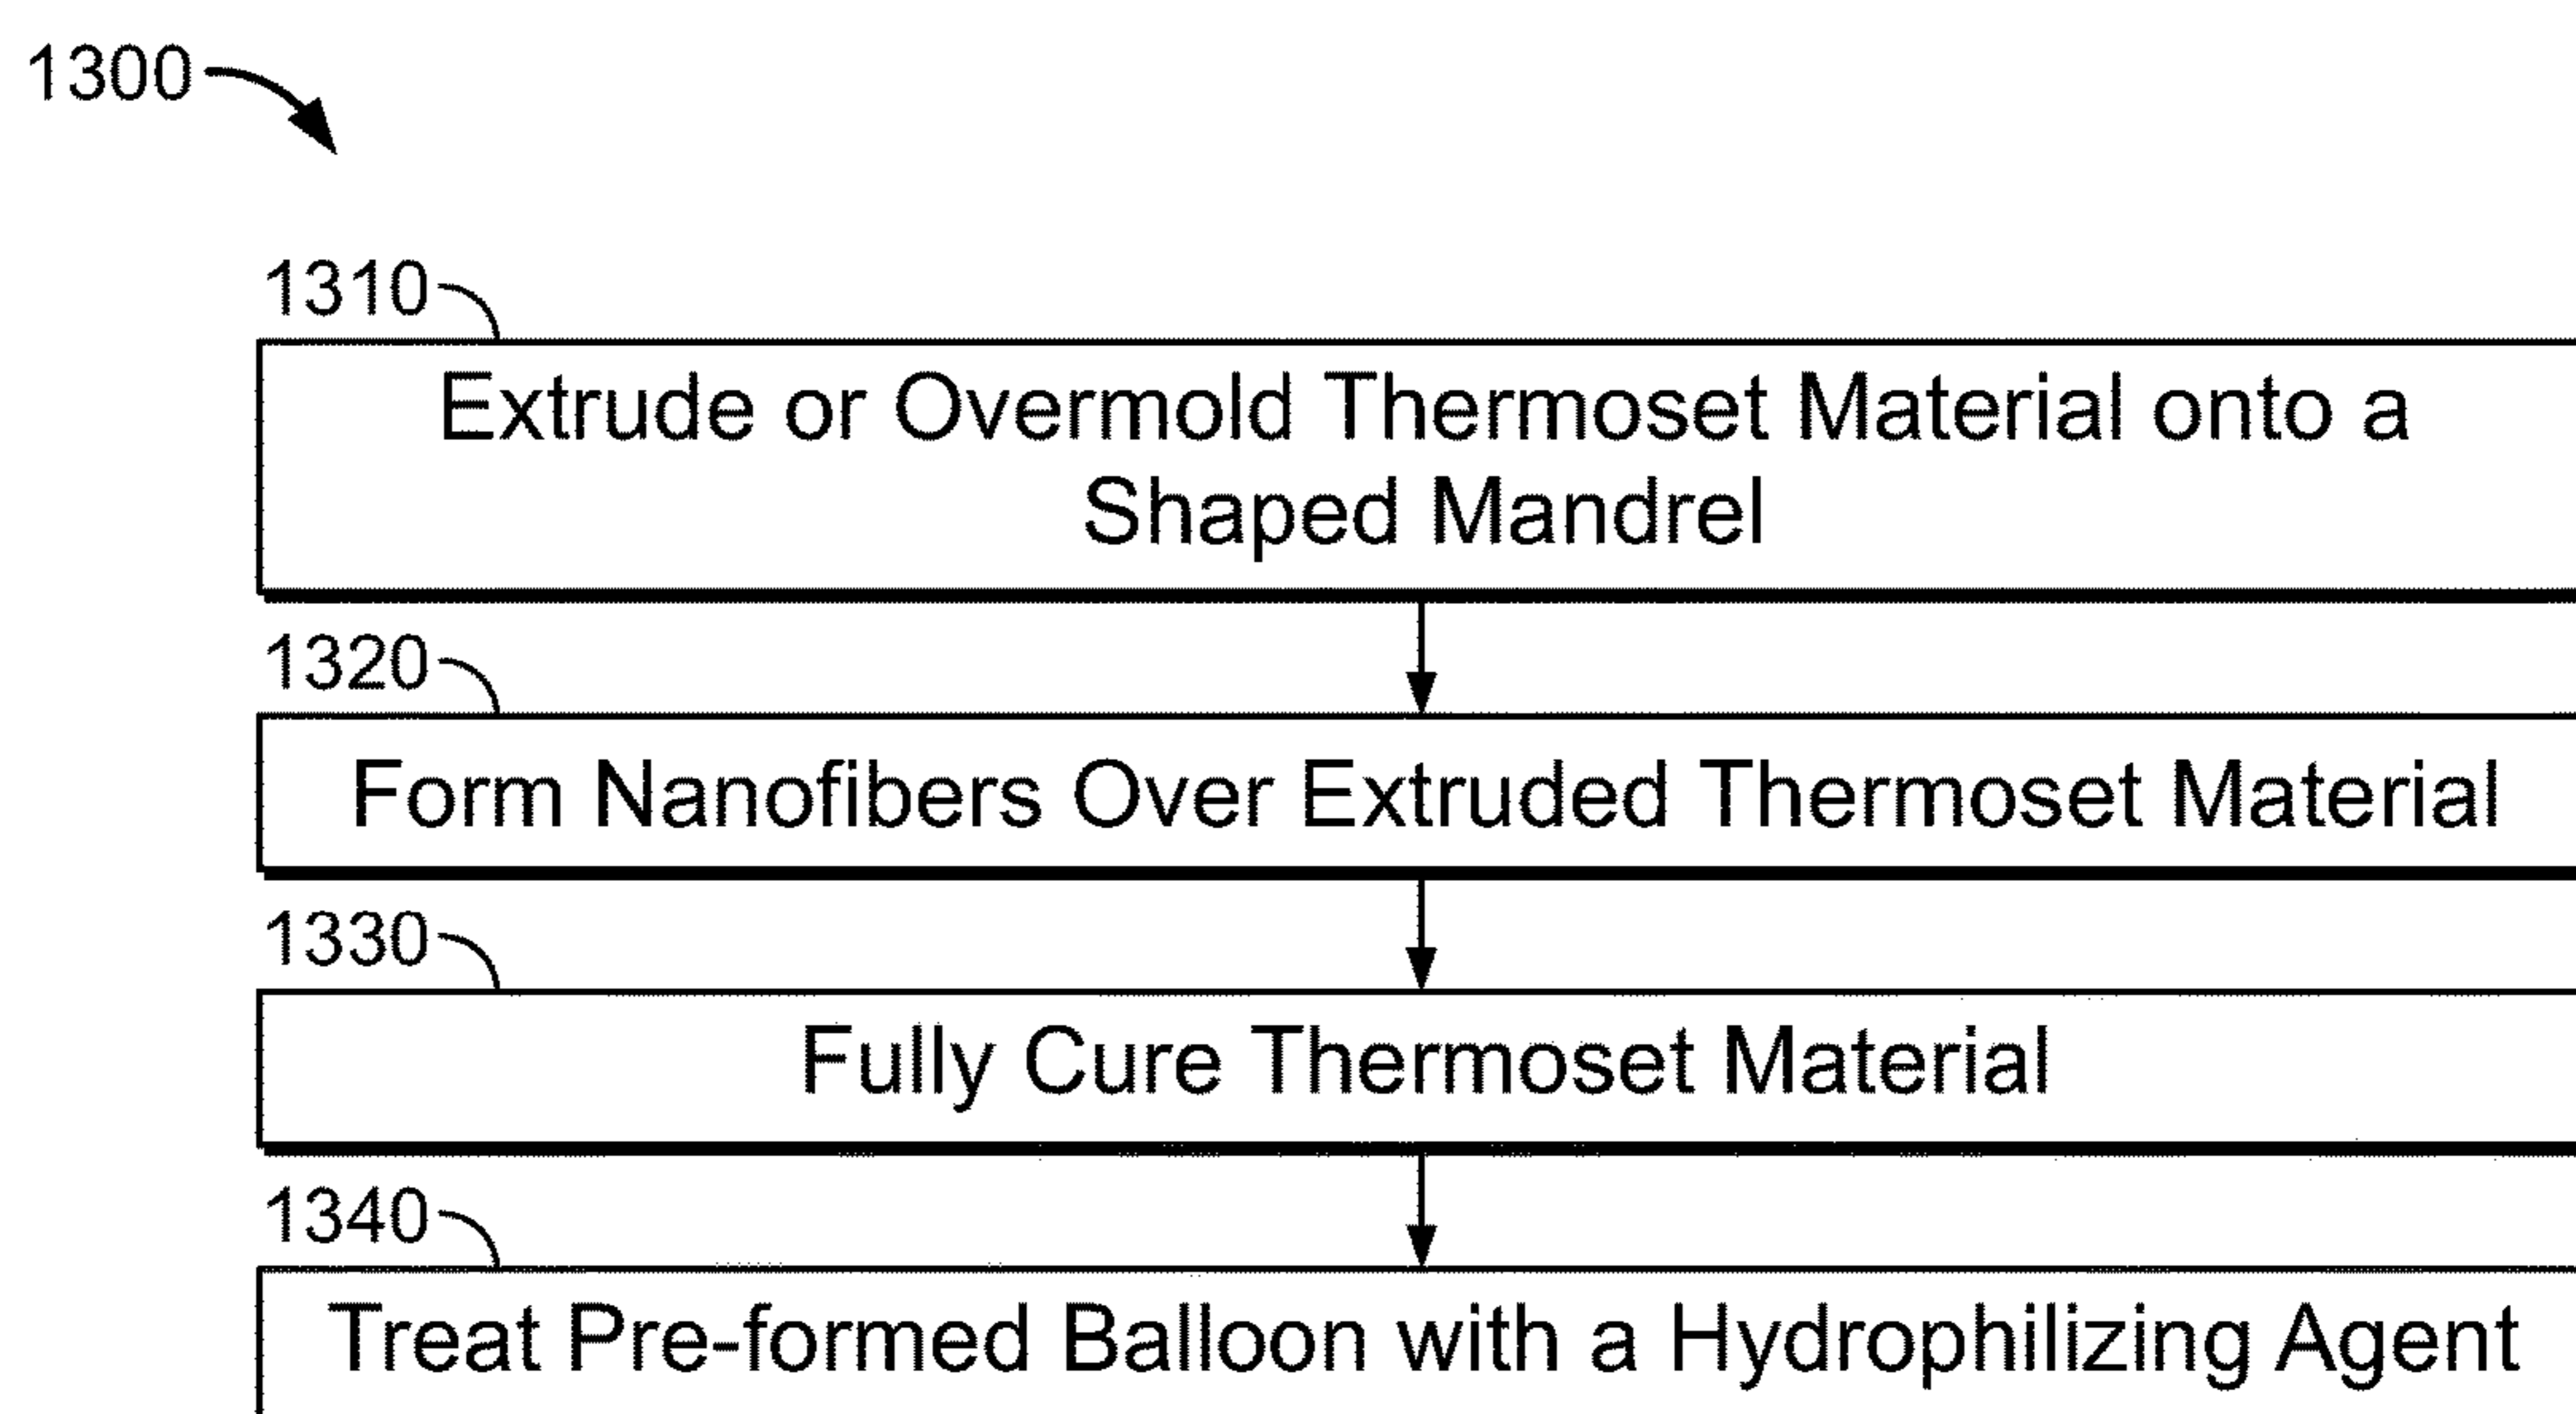 1300
1310
Extrude or Overmold Thermoset Material onto a
Shaped Mandrel
1320
Form Nanofibers Over Extruded Thermoset Material
1330
Fully Cure Thermoset Material
1340
Treat Pre-formed Balloon with a Hydrophilizing Agent